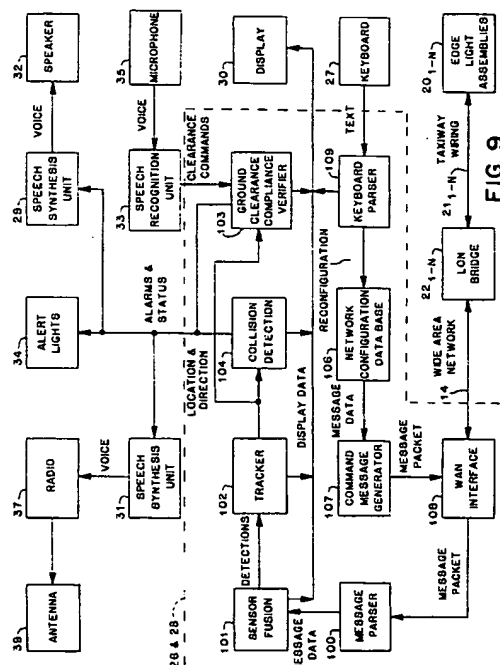 39
ANTENNA
37
RADIO
34
ALERT
LIGHTS
29
SPEECH
SYNTHESIS
UNIT
VOICE
32
SPEAKER
VOICE
31
SPEECH
SYNTHESIS
UNIT
ALARMS &
STATUS
33
SPEECH
RECOGNITION
UNIT
VOICE
35
MICROPHONE
26 & 28
LOCATION &
DIRECTION
CLEARANCE
COMMANDS
101
SENSOR
FUSION
DETECTIONS
102
TRACKER
104
COLLISION
DETECTION
103
GROUND
CLEARANCE
COMPLIANCE
VERIFIER
30
DISPLAY
DISPLAY DATA
MESSAGE
DATA
100
MESSAGE
PARSER
107
COMMAND
MESSAGE
GENERATOR
MESSAGE
DATA
106
NETWORK
CONFIGURATION
DATA BASE
RECONFIGURATION
109
KEYBOARD
PARSER
TEXT
27
KEYBOARD
MESSAGE
PACKET
MESSAGE
PACKET
108
WAN
INTERFACE
14
WIDE AREA
NETWORK
22 1-N
LON
BRIDGE
21 1-N
TAXIWAY
WIRING
20 1-N
EDGE LIGHT
ASSEMBLIES
FIG. 9